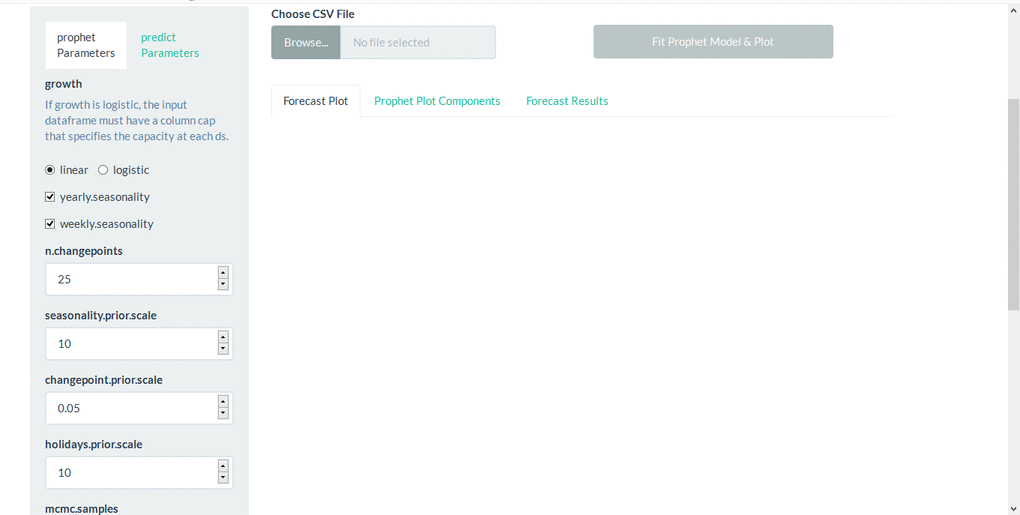 prophet
Parameters
predict
Parameters
growth
If growth is logistic, the input
dataframe must have a column cap
that specifies the capacity at each ds.
linear
logistic
yearly.seasonality
weekly.seasonality
n.changepoints
25
seasonality.prior.scale
10
changepoint.prior.scale
0.05
holidays.prior.scale
10
mcmc.samples
Choose CSV File
Browse...
No file selected
Fit Prophet Model & Plot
Forecast Plot
Prophet Plot Components
Forecast Results